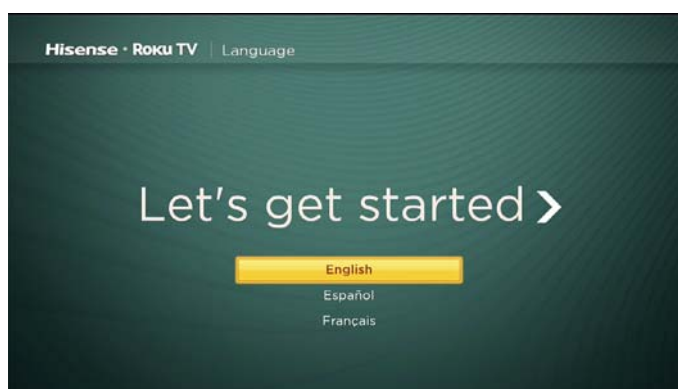 Hisense · ROKU TV | Language
Let's get started >
English
Español
Français